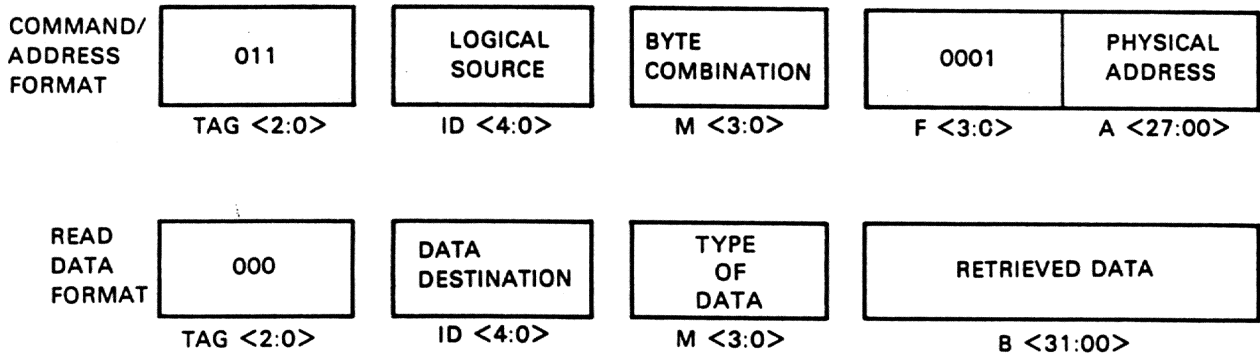 COMMAND/
ADDRESS
FORMAT
011
LOGICAL
SOURCE
BYTE
COMBINATION
0001
PHYSICAL
ADDRESS
TAG <2:0>
ID <4:0>
M <3:0>
F <3:0>
A <27:00>
READ
DATA
FORMAT
000
DATA
DESTINATION
TYPE
OF
DATA
RETRIEVED DATA
TAG <2:0>
ID <4:0>
M <3:0>
B <31:00>